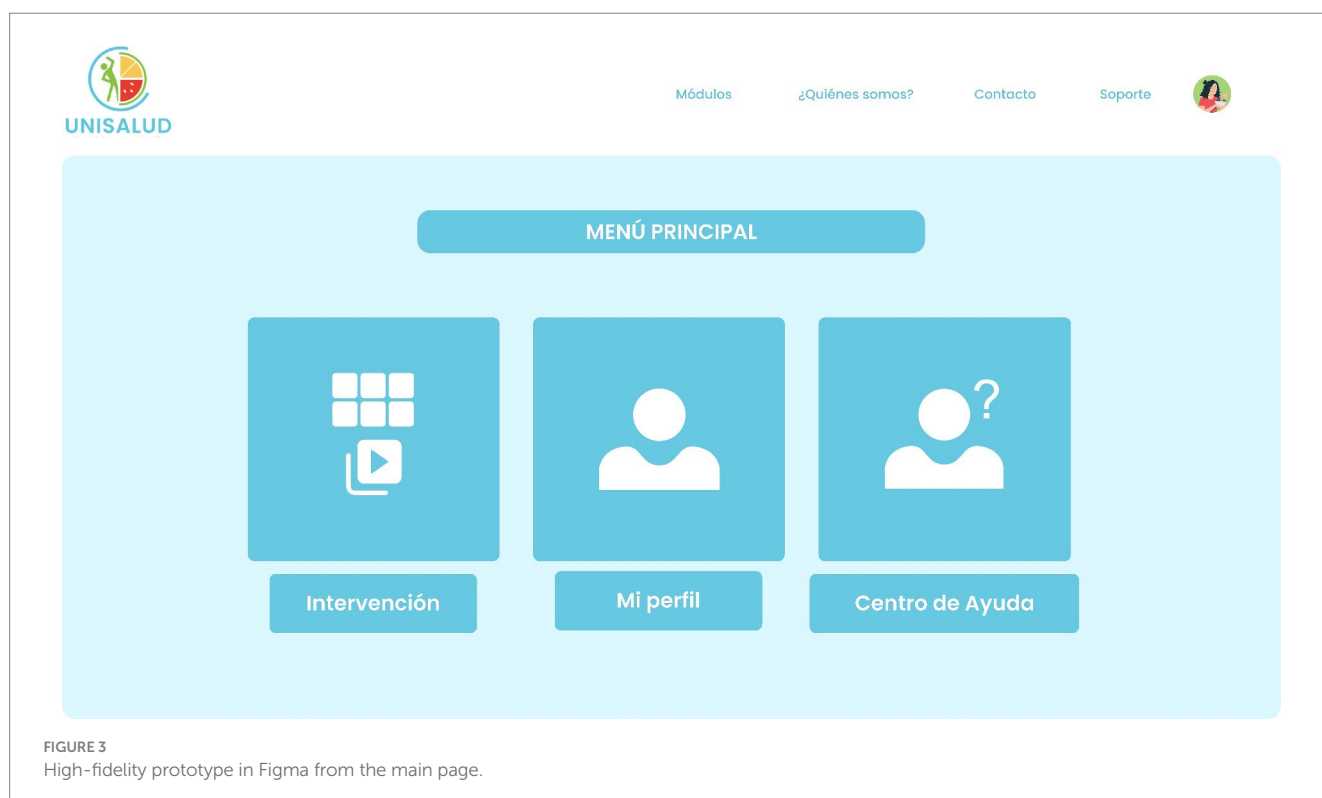 UNISALUD
Módulos ¿Quiénes somos? Contacto Soporte
MENÚ PRINCIPAL
?
Intervención Mi perfil Centro de Ayuda
FIGURE 3
High-fidelity prototype in Figma from the main page.